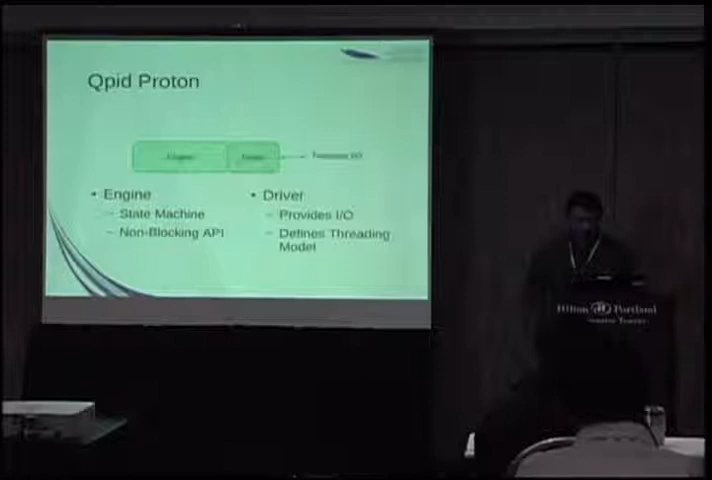 Qpid Proton
Engine
Driver
• Engine
– State Machine
– Non-Blocking API
• Driver
– Provides I/O
– Defines Threading
Model
Hilton Portland